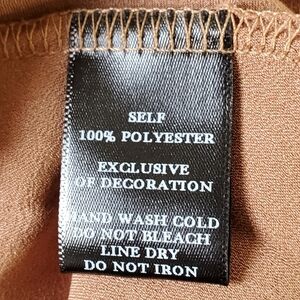 SELF
100% POLYESTER
EXCLUSIVE
OF DECORATION
HAND WASH COLD
DO NOT BLEACH
LINE DRY
DO NOT IRON